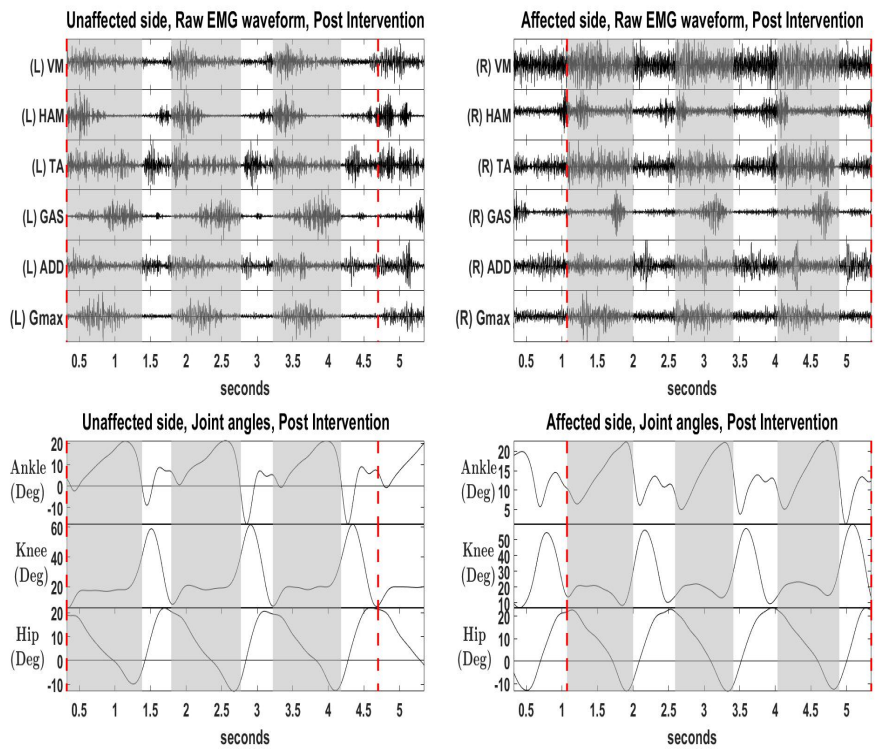 Unaffected side, Raw EMG waveform, Post Intervention
(L) VM
(L) HAM
(L) TA
(L) GAS
(L) ADD
(L) Gmax
0.5 1 1.5 2 2.5 3 3.5 4 4.5 5
seconds
Affected side, Raw EMG waveform, Post Intervention
(R) VM
(R) HAM
(R) TA
(R) GAS
(R) ADD
(R) Gmax
0.5 1 1.5 2 2.5 3 3.5 4 4.5 5
seconds
Unaffected side, Joint angles, Post Intervention
20
Ankle 10
(Deg) 0
-10
60
Knee 40
(Deg)
20
20
Hip 10
(Deg) 0
-10
0.5 1 1.5 2 2.5 3 3.5 4 4.5 5
seconds
Affected side, Joint angles, Post Intervention
20
Ankle 15
(Deg) 10
5
50
40
Knee 30
(Deg) 20
10
20
Hip 10
(Deg) 0
-10
0.5 1 1.5 2 2.5 3 3.5 4 4.5 5
seconds